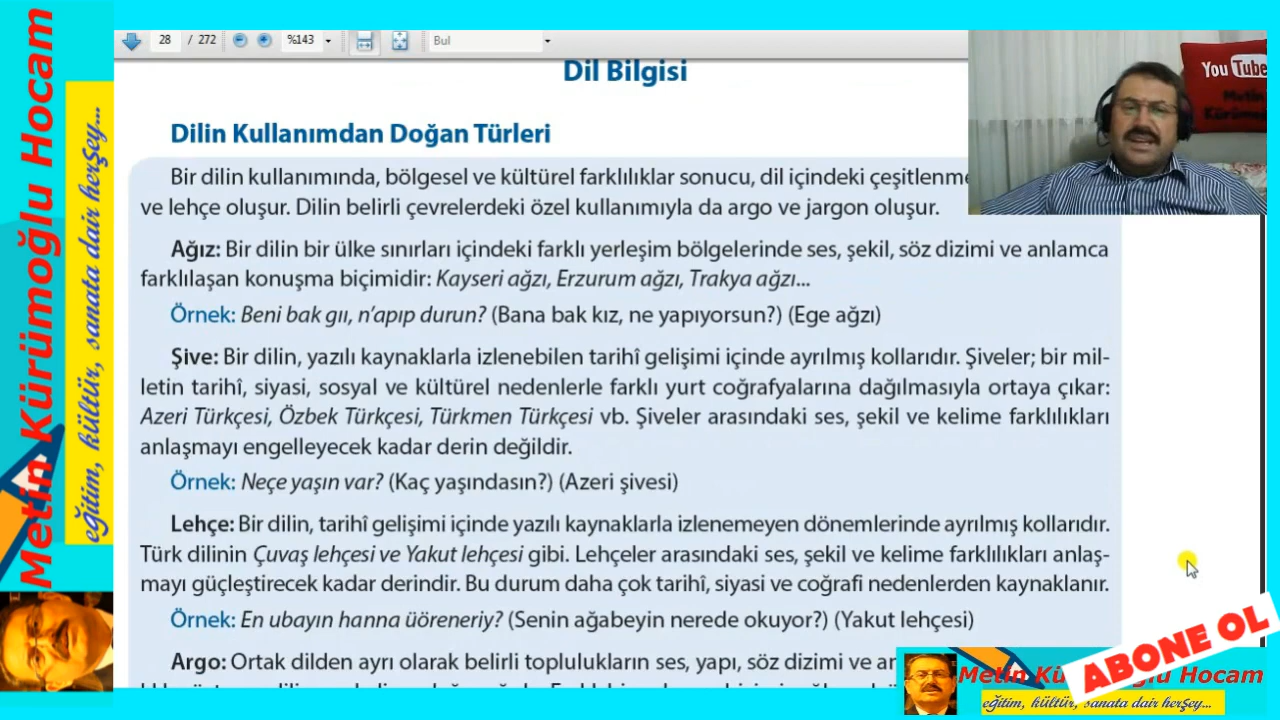 28 / 272 %143 Bul
Dil Bilgisi
Dilin Kullanımdan Doğan Türleri
Bir dilin kullanımında, bölgesel ve kültürel farklılıklar sonucu, dil içindeki
ve lehçe oluşur. Dilin belirli çevrelerdeki özel kullanımıyla da argo ve jargon oluşur.
Ağız: Bir dilin bir ülke sınırları içindeki farklı yerleşim bölgelerinde ses, şekil, söz dizimi ve anlamca
farklılaşan konuşma biçimidir: Kayseri ağzı, Erzurum ağzı, Trakya ağzı...
Örnek: Beni bak gıı, n'apıp durun? (Bana bak kız, ne yapıyorsun?) (Ege ağzı)
Şive: Bir dilin, yazılı kaynaklarla izlenebilen tarihî gelişimi içinde ayrılmış kollarıdır. Şiveler; bir mil-
letin tarihî, siyasi, sosyal ve kültürel nedenlerle farklı yurt coğrafyalarına dağılmasıyla ortaya çıkar:
Azeri Türkçesi, Özbek Türkçesi, Türkmen Türkçesi vb. Şiveler arasındaki ses, şekil ve kelime farklılıkları
anlaşmayı engelleyecek kadar derin değildir.
Örnek: Neçe yaşın var? (Kaç yaşındasın?) (Azeri şivesi)
Lehçe: Bir dilin, tarihî gelişimi içinde yazılı kaynaklarla izlenemeyen dönemlerinde ayrılmış kollarıdır.
Türk dilinin Çuvaş lehçesi ve Yakut lehçesi gibi. Lehçeler arasındaki ses, şekil ve kelime farklılıkları anlaş-
mayı güçleştirecek kadar derindir. Bu durum daha çok tarihî, siyasi ve coğrafi nedenlerden kaynaklanır.
Örnek: En ubayın hanna üöreneriy? (Senin ağabeyin nerede okuyor?) (Yakut lehçesi)
Argo: Ortak dilden ayrı olarak belirli toplulukların ses, yapı, söz dizimi ve
Metin Kürümoğlu Hocam
eğitim, kültür, sanata dair herşey...
You Tube
Metin
ABONE OL
Metin Hocam
eğitim, kültür, sanata dair herşey...